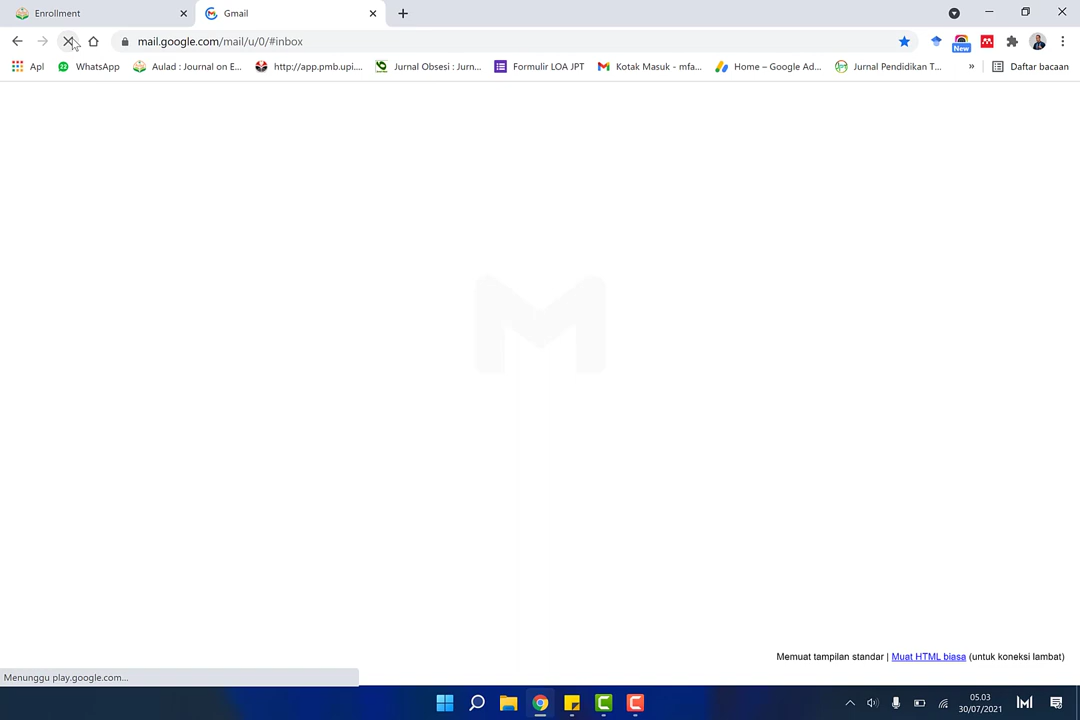 Enrollment
Gmail
mail.google.com/mail/u/0/#inbox
New
Apl
WhatsApp
Aulad : Journal on E...
http://app.pmb.upi....
Jurnal Obsesi : Jurn...
Formulir LOA JPT
Kotak Masuk - mfa...
Home – Google Ad...
Jurnal Pendidikan T...
»
Daftar bacaan
Memuat tampilan standar | Muat HTML biasa (untuk koneksi lambat)
Menunggu play.google.com...
05.03
30/07/2021